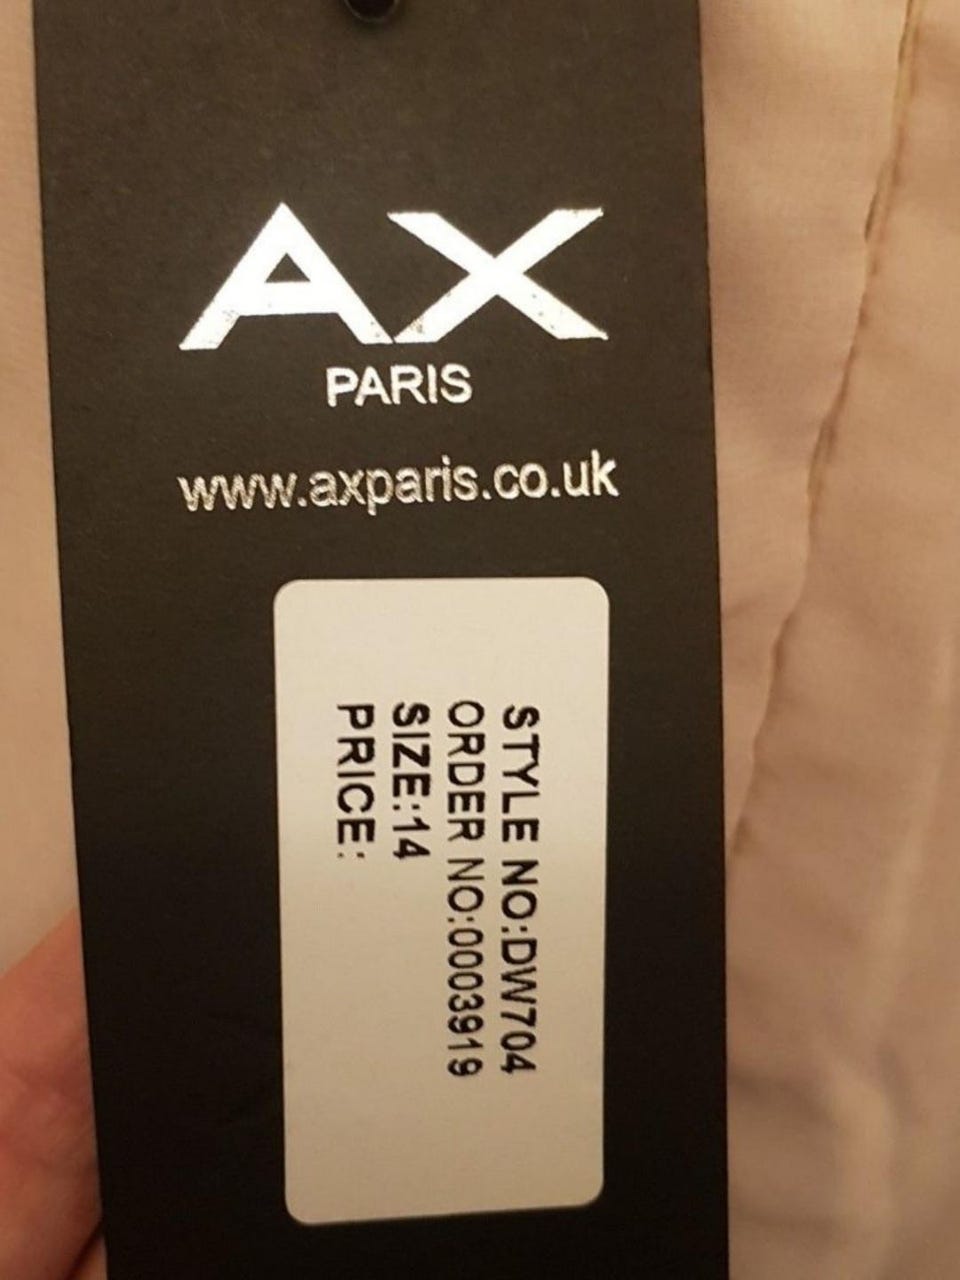 AX
PARIS
www.axparis.co.uk
STYLE NO:DW704
ORDER NO:0003919
SIZE:14
PRICE: